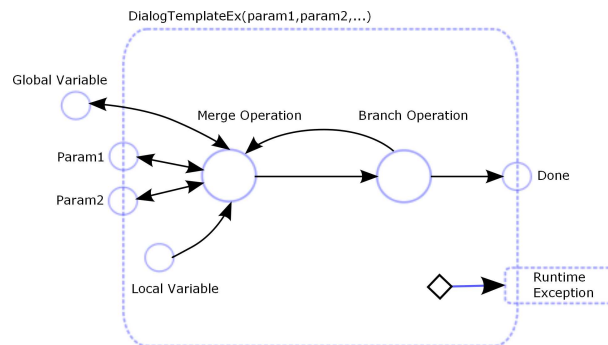 DialogTemplateEx(param1,param2,...)
Global Variable
Merge Operation
Branch Operation
Param1
Param2
Done
Local Variable
Runtime
Exception